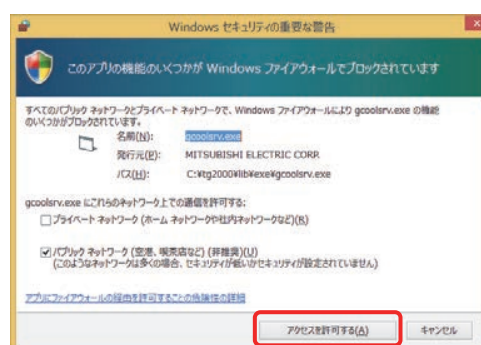 Windows セキュリティの重要な警告
このアプリの機能のいくつかが Windows ファイアウォールでブロックされています
すべてのパブリック ネットワークとプライベート ネットワークで、Windows ファイアウォールにより gcoolsrv.exe の機能
のいくつかがブロックされています。
名前(N): gcoolsrv.exe
発行元(P): MITSUBISHI ELECTRIC CORP.
パス(H): C:¥tg2000¥lib¥exe¥gcoolsrv.exe
gcoolsrv.exe にこれらのネットワーク上での通信を許可する:
プライベート ネットワーク (ホーム ネットワークや社内ネットワークなど)(R)
パブリック ネットワーク (空港、喫茶店など) (非推奨)(U)
(このようなネットワークは多くの場合、セキュリティが低いかセキュリティが設定されていません)
アプリにファイアウォールの経由を許可することの危険性の詳細
アクセスを許可する(A) キャンセル